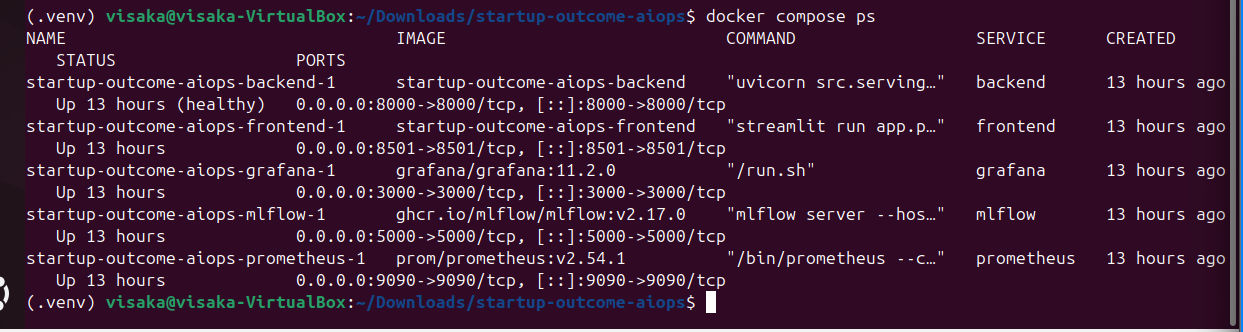 (.venv) visaka@visaka-VirtualBox:~/Downloads/startup-outcome-aiops$ docker compose ps
NAME IMAGE COMMAND SERVICE CREATED
STATUS PORTS
startup-outcome-aiops-backend-1 startup-outcome-aiops-backend "uvicorn src.serving…" backend 13 hours ago
Up 13 hours (healthy) 0.0.0.0:8000->8000/tcp, [::]:8000->8000/tcp
startup-outcome-aiops-frontend-1 startup-outcome-aiops-frontend "streamlit run app.p…" frontend 13 hours ago
Up 13 hours 0.0.0.0:8501->8501/tcp, [::]:8501->8501/tcp
startup-outcome-aiops-grafana-1 grafana/grafana:11.2.0 "/run.sh" grafana 13 hours ago
Up 13 hours 0.0.0.0:3000->3000/tcp, [::]:3000->3000/tcp
startup-outcome-aiops-mlflow-1 ghcr.io/mlflow/mlflow:v2.17.0 "mlflow server --hos…" mlflow 13 hours ago
Up 13 hours 0.0.0.0:5000->5000/tcp, [::]:5000->5000/tcp
startup-outcome-aiops-prometheus-1 prom/prometheus:v2.54.1 "/bin/prometheus --c…" prometheus 13 hours ago
Up 13 hours 0.0.0.0:9090->9090/tcp, [::]:9090->9090/tcp
(.venv) visaka@visaka-VirtualBox:~/Downloads/startup-outcome-aiops$